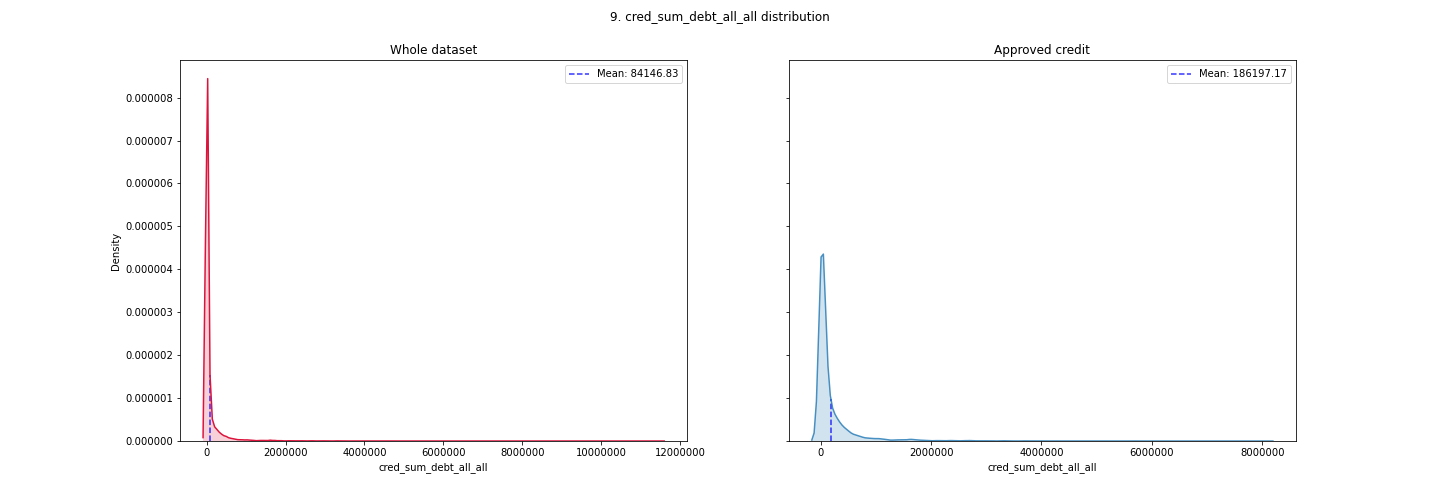 9. cred_sum_debt_all_all distribution
Whole dataset
Mean: 84146.83
0.000008
0.000007
0.000006
0.000005
0.000004
0.000003
0.000002
0.000001
0.000000
Density
0 2000000 4000000 6000000 8000000 10000000 12000000
cred_sum_debt_all_all
Approved credit
Mean: 186197.17
0 2000000 4000000 6000000 8000000
cred_sum_debt_all_all